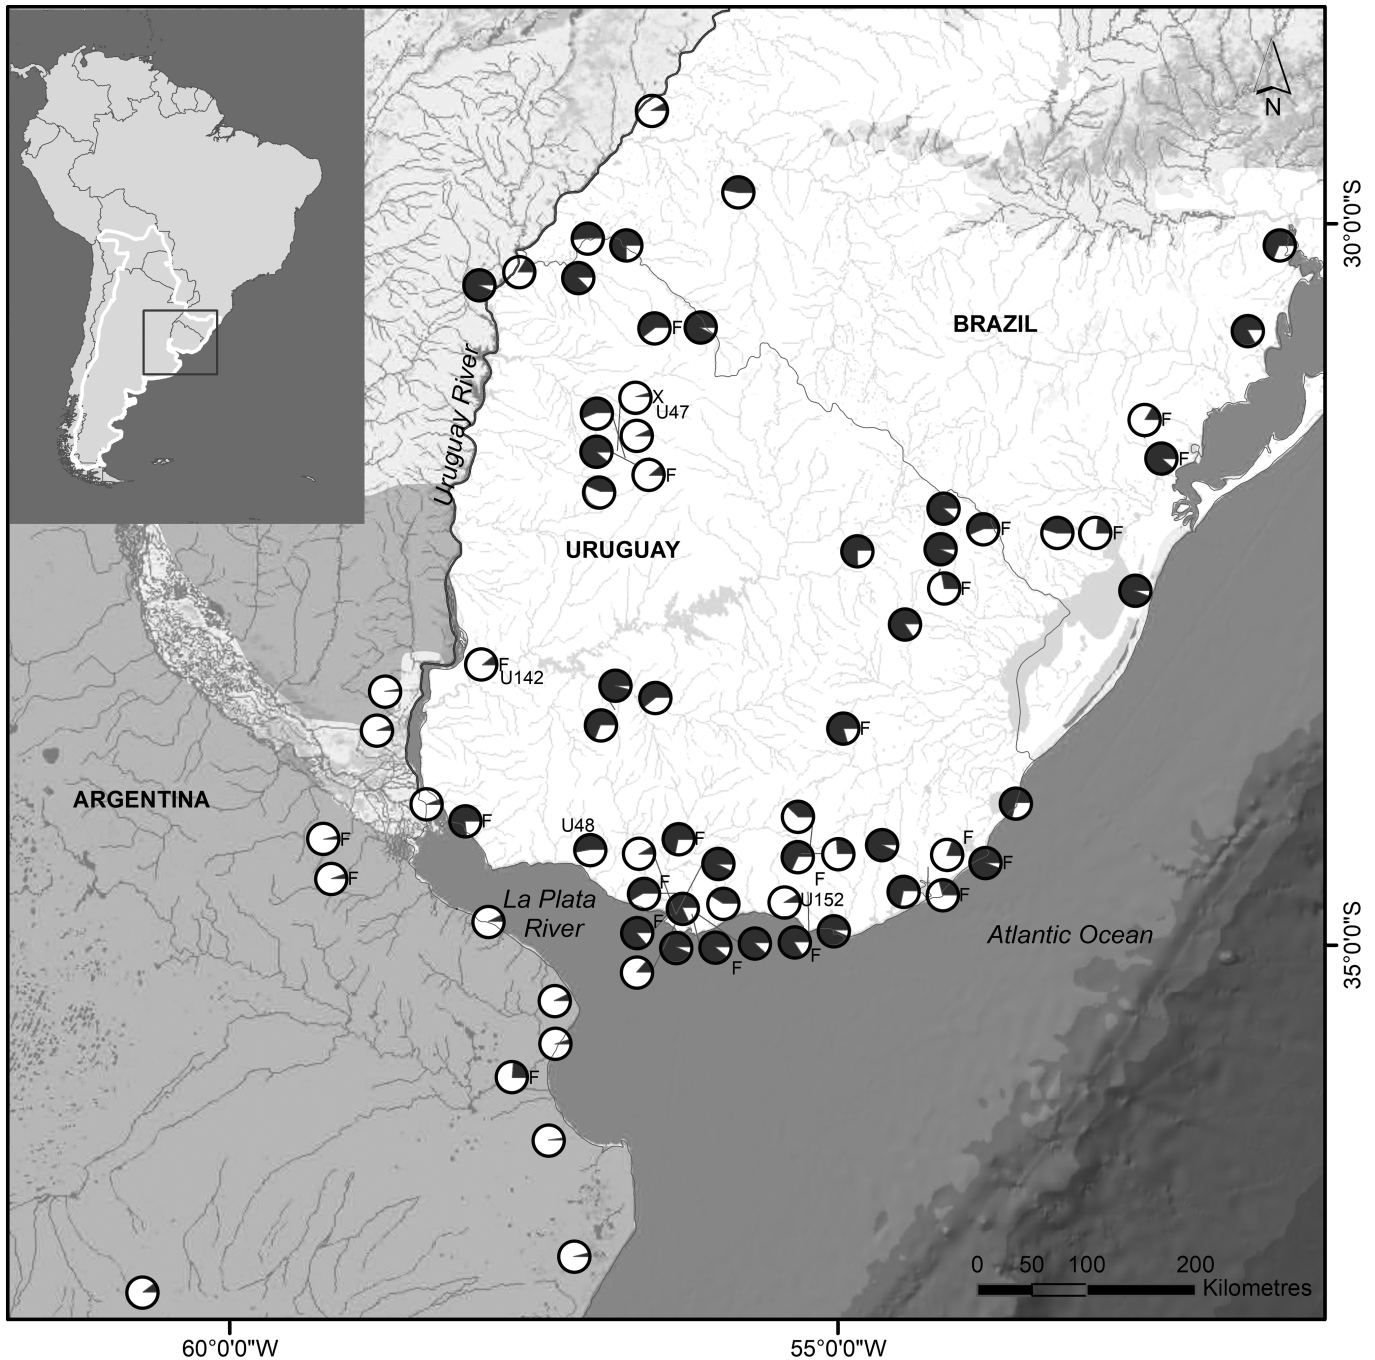 N
30°0'0"S
BRAZIL
F
Uruguay River
X
U47
F
F
F
URUGUAY
F
F
F
F
U142
F
ARGENTINA
F
U48
F
F
F
F
F
F
F
U152
F
La Plata
River
F
F
F
Atlantic Ocean
35°0'0"S
F
F
0 50 100 200
Kilometres
60°0'0"W
55°0'0"W